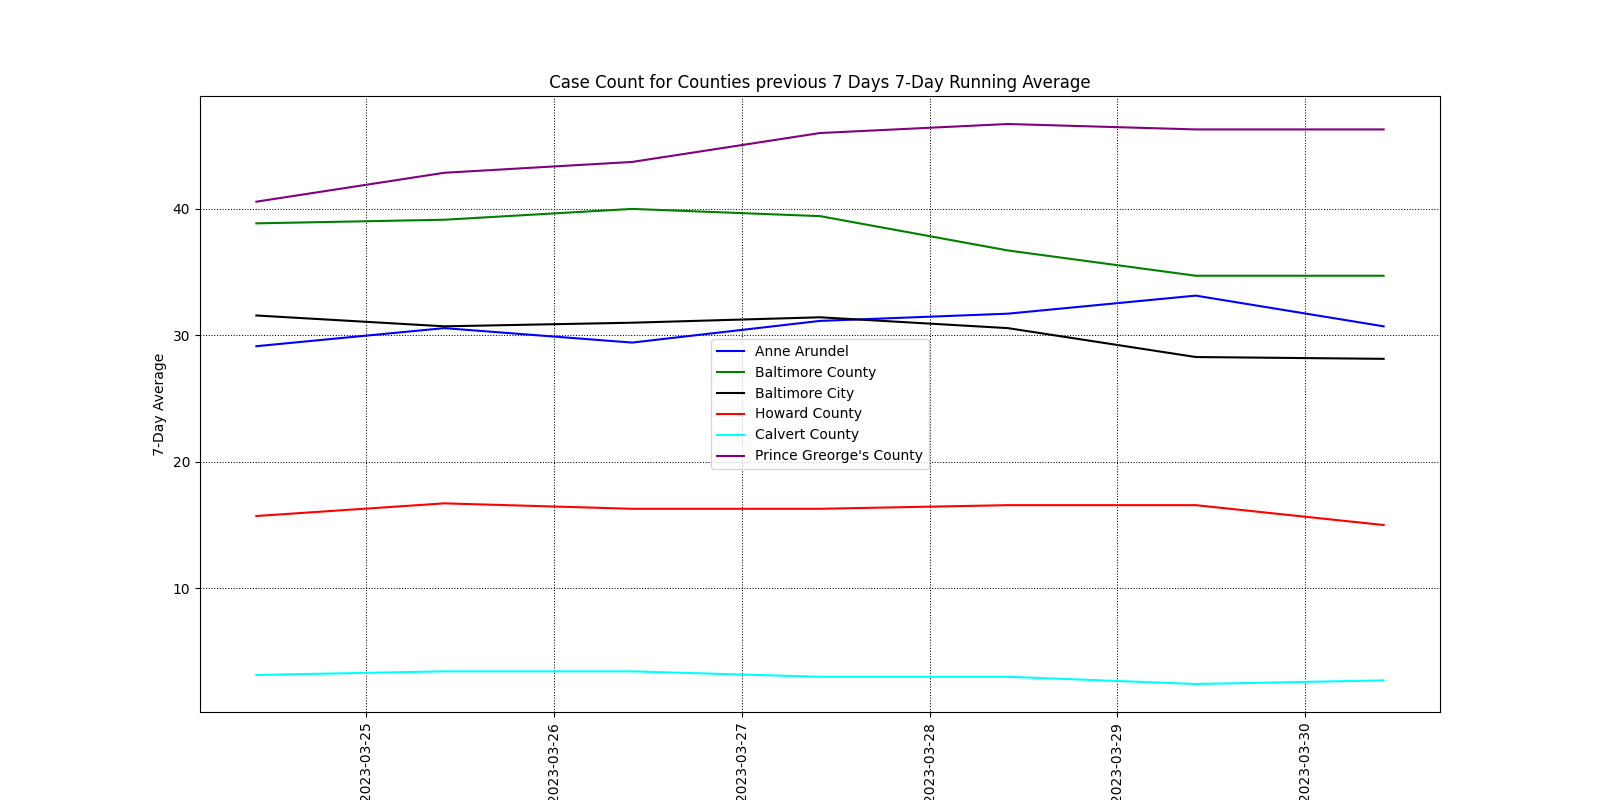 Case Count for Counties previous 7 Days 7-Day Running Average
7-Day Average
40
30
20
10
Anne Arundel
Baltimore County
Baltimore City
Howard County
Calvert County
Prince Greorge's County
2023-03-25
2023-03-26
2023-03-27
2023-03-28
2023-03-29
2023-03-30